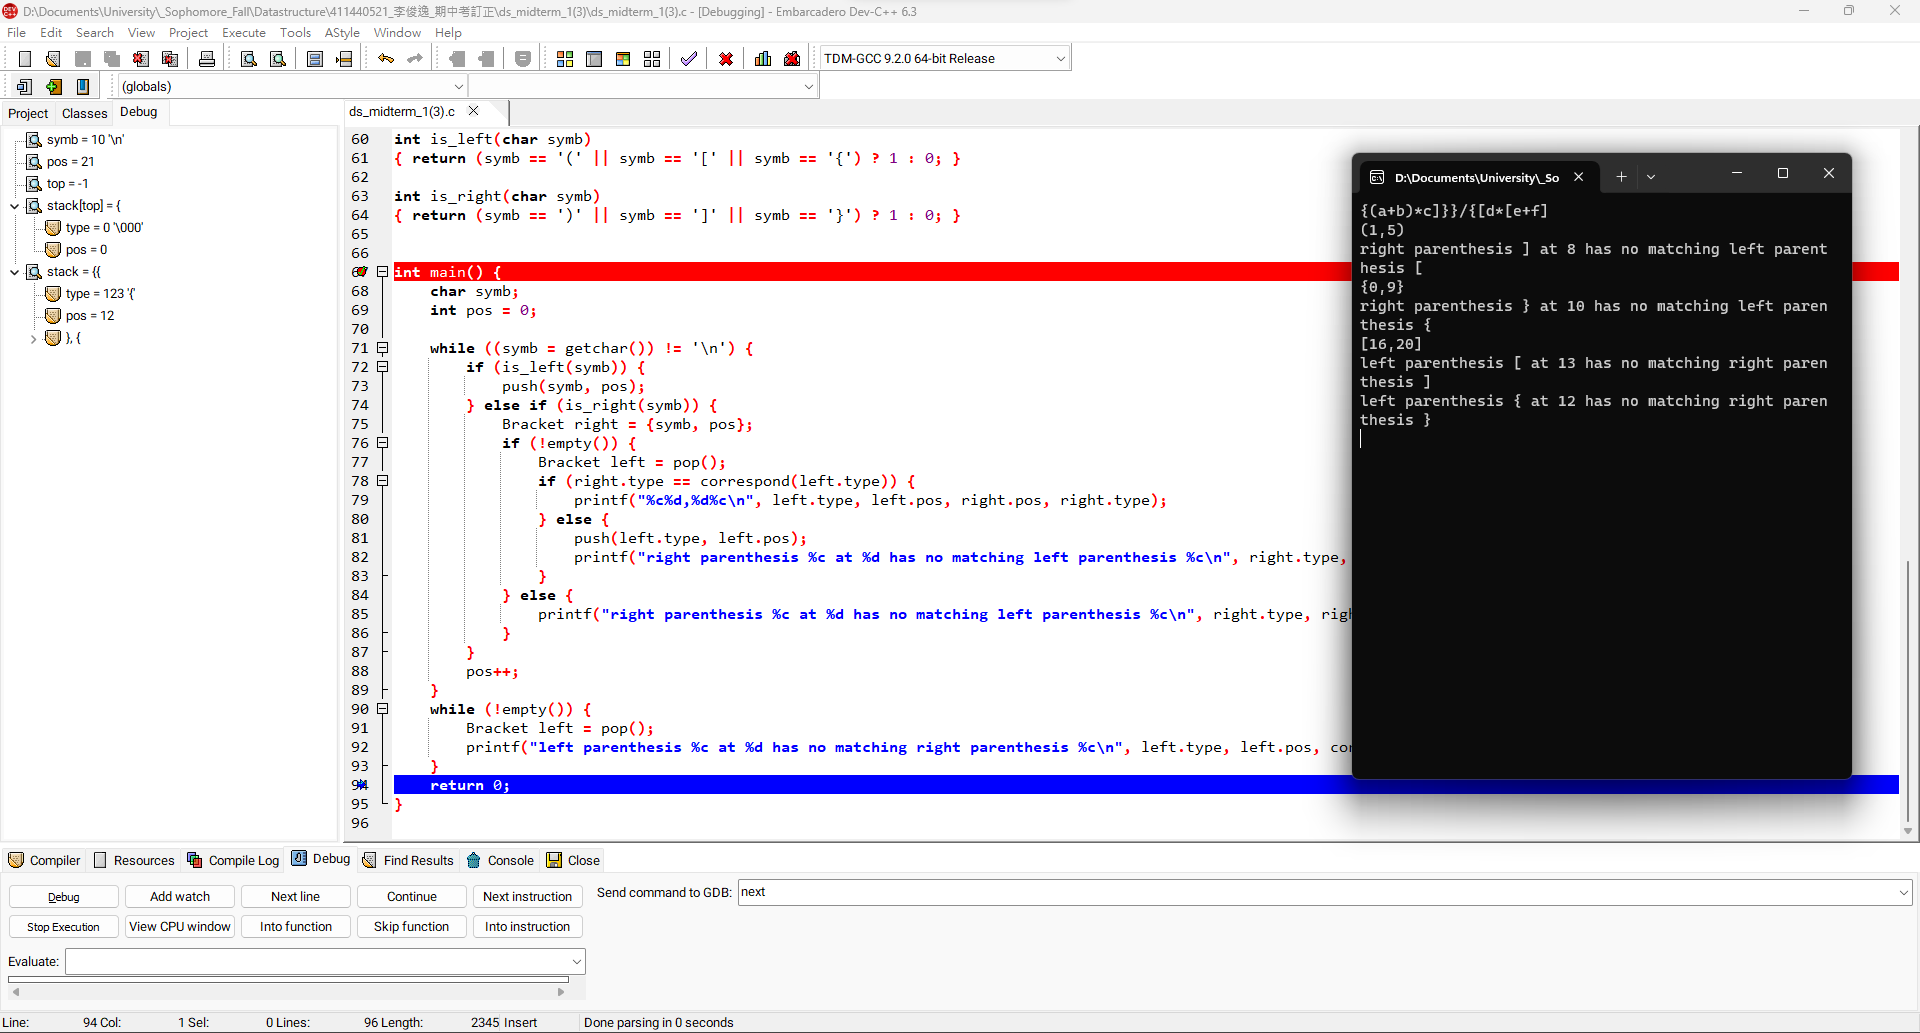 D:\Documents\University\_Sophomore_Fall\Datastructure\411440521_李俊逸_期中考訂正\ds_midterm_1(3)\ds_midterm_1(3).c - [Debugging] - Embarcadero Dev-C++ 6.3
File Edit Search View Project Execute Tools AStyle Window Help
TDM-GCC 9.2.0 64-bit Release
(globals)
Project Classes Debug
symb = 10 '\n'
pos = 21
top = -1
stack[top] = {
type = 0 '\000'
pos = 0
stack = {{
type = 123 '{'
pos = 12
}, {
ds_midterm_1(3).c
60 int is_left(char symb)
61 { return (symb == '(' || symb == '[' || symb == '{') ? 1 : 0; }
62
63 int is_right(char symb)
64 { return (symb == ')' || symb == ']' || symb == '}') ? 1 : 0; }
65
66
int main() {
68 char symb;
69 int pos = 0;
70
71 while ((symb = getchar()) != '\n') {
72 if (is_left(symb)) {
73 push(symb, pos);
74 } else if (is_right(symb)) {
75 Bracket right = {symb, pos};
76 if (!empty()) {
77 Bracket left = pop();
78 if (right.type == correspond(left.type)) {
79 printf("%c%d,%d%c\n", left.type, left.pos, right.pos, right.type);
80 } else {
81 push(left.type, left.pos);
82 printf("right parenthesis %c at %d has no matching left parenthesis %c\n", right.type,
83 }
84 } else {
85 printf("right parenthesis %c at %d has no matching left parenthesis %c\n", right.type, righ
86 }
87 }
88 pos++;
89 }
90 while (!empty()) {
91 Bracket left = pop();
92 printf("left parenthesis %c at %d has no matching right parenthesis %c\n", left.type, left.pos, co
93 }
94 return 0;
95 }
96
D:\Documents\University\_So
{(a+b)*c]}}/{[d*[e+f]
(1,5)
right parenthesis ] at 8 has no matching left parent
hesis [
{0,9}
right parenthesis } at 10 has no matching left paren
thesis {
[16,20]
left parenthesis [ at 13 has no matching right paren
thesis ]
left parenthesis { at 12 has no matching right paren
thesis }
Compiler Resources Compile Log Debug Find Results Console Close
Debug Add watch Next line Continue Next instruction
Send command to GDB: next
Stop Execution View CPU window Into function Skip function Into instruction
Evaluate:
Line: 94 Col: 1 Sel: 0 Lines: 96 Length: 2345 Insert Done parsing in 0 seconds